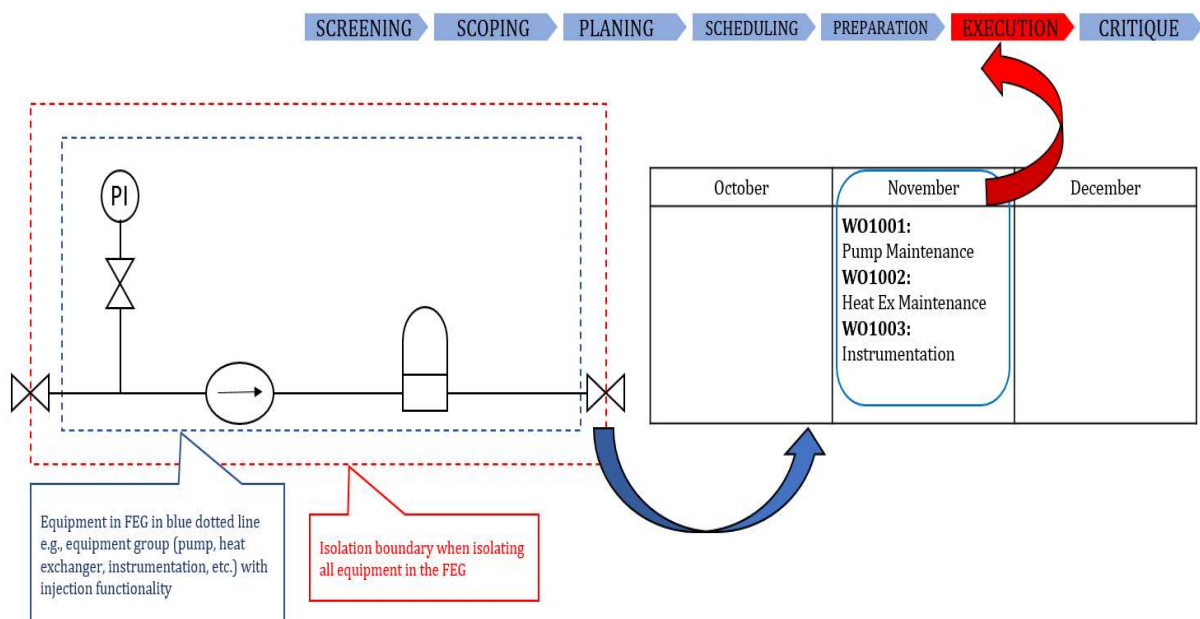 SCREENING SCOPING PLANING SCHEDULING PREPARATION EXECUTION CRITIQUE
October November December
PI
WO1001:
Pump Maintenance
WO1002:
Heat Ex Maintenance
WO1003:
Instrumentation
Equipment in FEG in blue dotted line
e.g., equipment group (pump, heat
exchanger, instrumentation, etc.) with
injection functionality
Isolation boundary when isolating
all equipment in the FEG